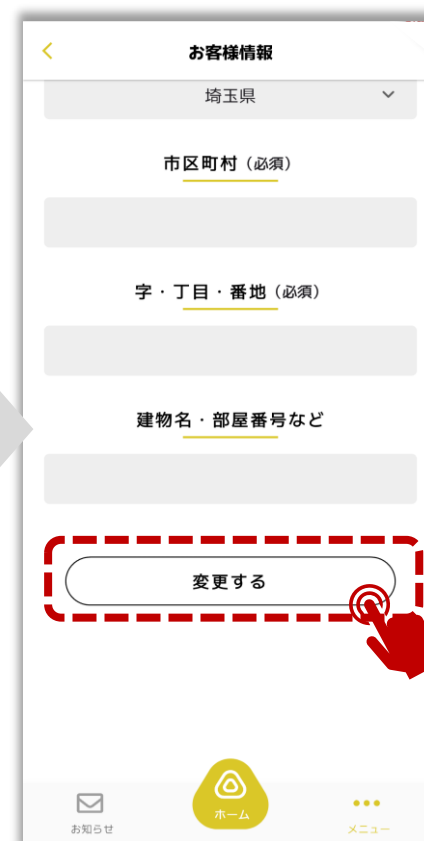 お客様情報
埼玉県
市区町村（必須）
字・丁目・番地（必須）
建物名・部屋番号など
変更する
お知らせ
ホーム
メニュー